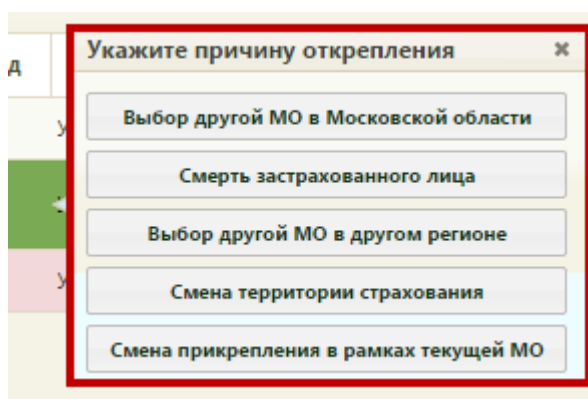 Укажите причину открепления
д
У
Выбор другой МО в Московской области
Смерть застрахованного лица
Выбор другой МО в другом регионе
У
Смена территории страхования
Смена прикрепления в рамках текущей МО